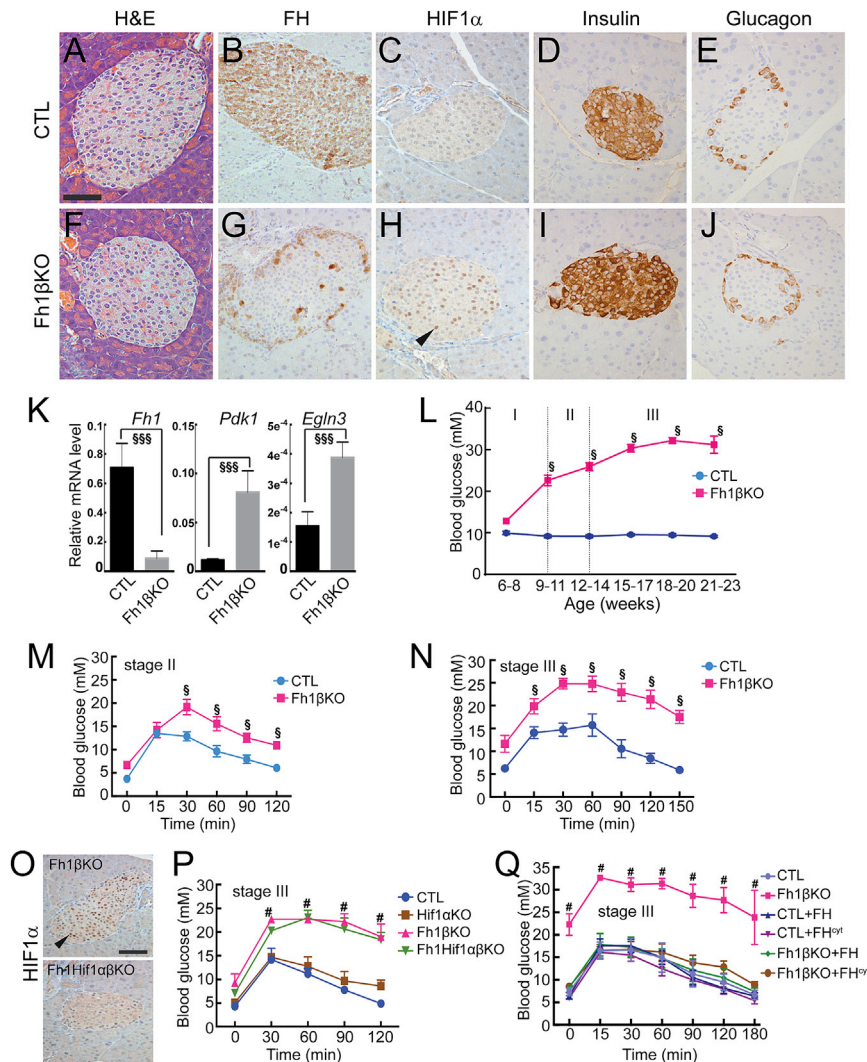 H&E FH HIF1α Insulin Glucagon
A B C D E
CTL
F G H I J
Fh1βKO
K
Fh1 Pdk1 Egln3
Relative mRNA level
1.0 0.8 0.6 0.4 0.2 0
0.15 0.10 0.05 0.00
5e-4 4e-4 3e-4 2e-4 1e-4 0
§§§ §§§ §§§
CTL Fh1βKO CTL Fh1βKO CTL Fh1βKO
L
I II III
Blood glucose (mM)
40 30 20 10 0
§ § § § §
CTL
Fh1βKO
6-8 9-11 12-14 15-17 18-20 21-23
Age (weeks)
M
stage II
Blood glucose (mM)
30 25 20 15 10 5 0
CTL
Fh1βKO
§ § § § §
0 15 30 60 90 120
Time (min)
N
stage III
Blood glucose (mM)
30 25 20 15 10 5 0
CTL
Fh1βKO
§ § § § § §
0 15 30 60 90 120 150
Time (min)
O
HIF1α
Fh1βKO
Fh1Hif1αβKO
P
stage III
Blood glucose (mM)
30 25 20 15 10 5 0
# # # #
CTL
Hif1αKO
Fh1βKO
Fh1Hif1αβKO
0 30 60 90 120
Time (min)
Q
stage III
Blood glucose (mM)
35 30 25 20 15 10 5 0
# # # # # # #
CTL
Fh1βKO
CTL+FH
CTL+FHcyt
Fh1βKO+FH
Fh1βKO+FHcy
0 15 30 60 90 120 180
Time (min)